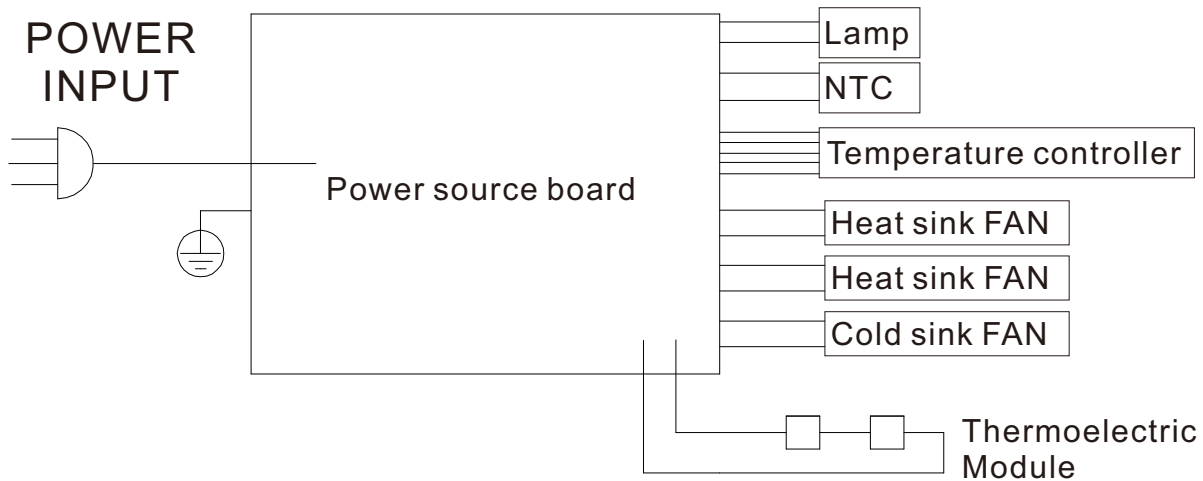 POWER
INPUT
Power source board
Lamp
NTC
Temperature controller
Heat sink FAN
Heat sink FAN
Cold sink FAN
Thermoelectric
Module